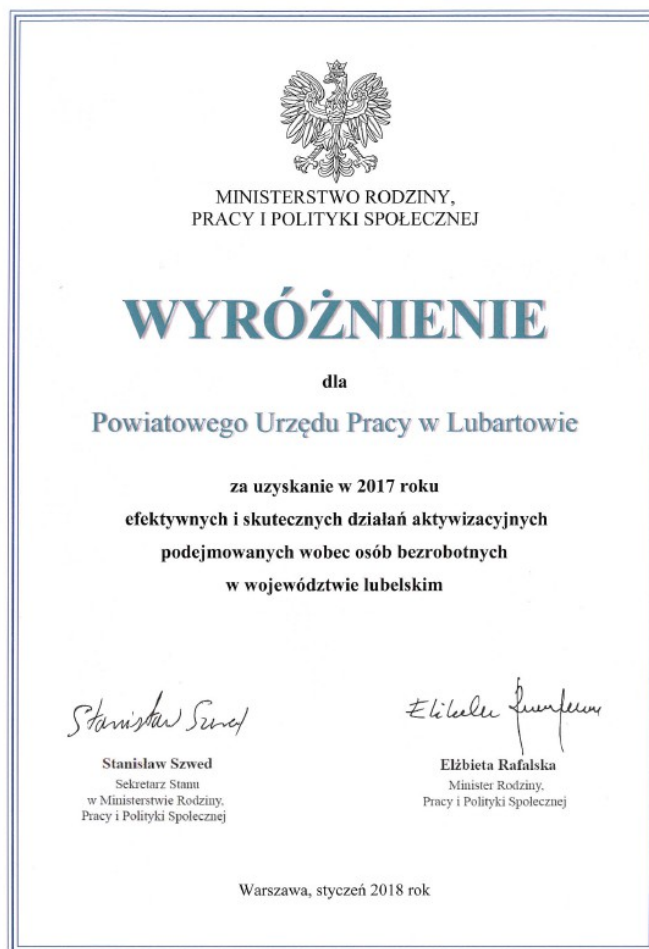 MINISTERSTWO RODZINY,
PRACY I POLITYKI SPOŁECZNEJ
WYRÓŻNIENIE
dla
Powiatowego Urzędu Pracy w Lubartowie
za uzyskanie w 2017 roku
efektywnych i skutecznych działań aktywizacyjnych
podejmowanych wobec osób bezrobotnych
w województwie lubelskim
Stanisław Szwed
Stanisław Szwed
Sekretarz Stanu
w Ministerstwie Rodziny,
Pracy i Polityki Społecznej
Elżbieta Rafalska
Minister Rodziny,
Pracy i Polityki Społecznej
Warszawa, styczeń 2018 rok